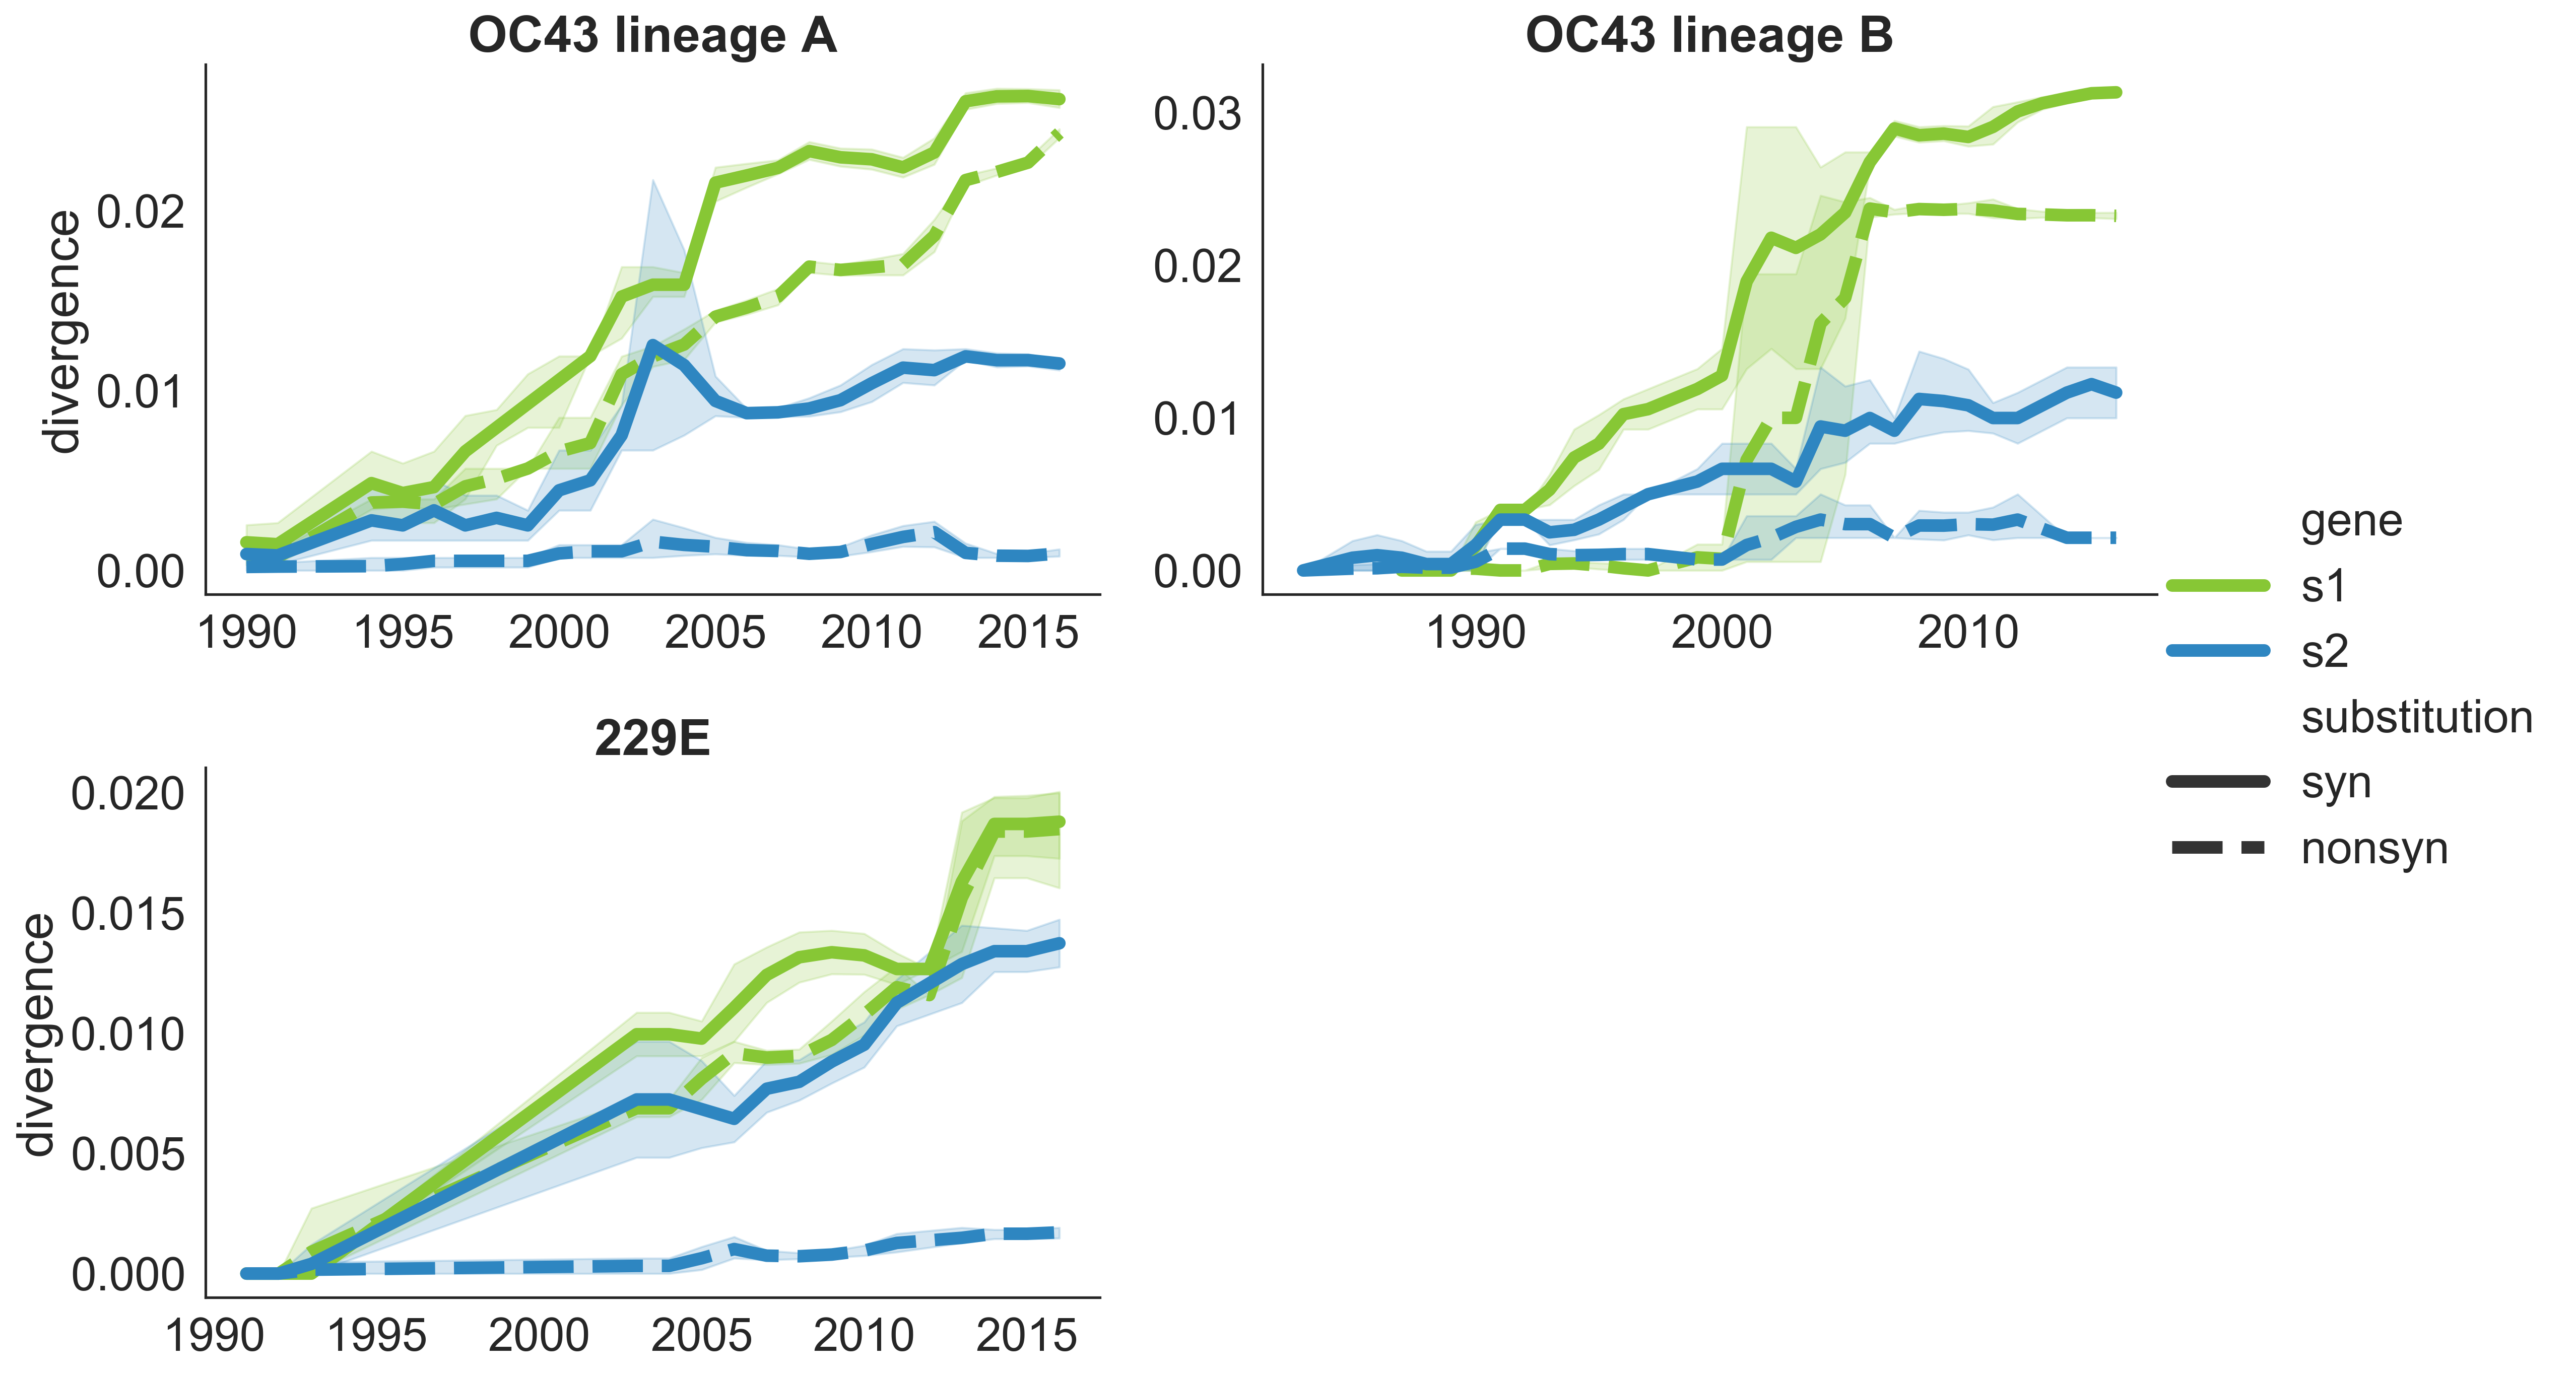 OC43 lineage A
divergence
0.02
0.01
0.00
1990 1995 2000 2005 2010 2015
OC43 lineage B
0.03
0.02
0.01
0.00
1990 2000 2010
gene
s1
s2
substitution
syn
nonsyn
229E
divergence
0.020
0.015
0.010
0.005
0.000
1990 1995 2000 2005 2010 2015